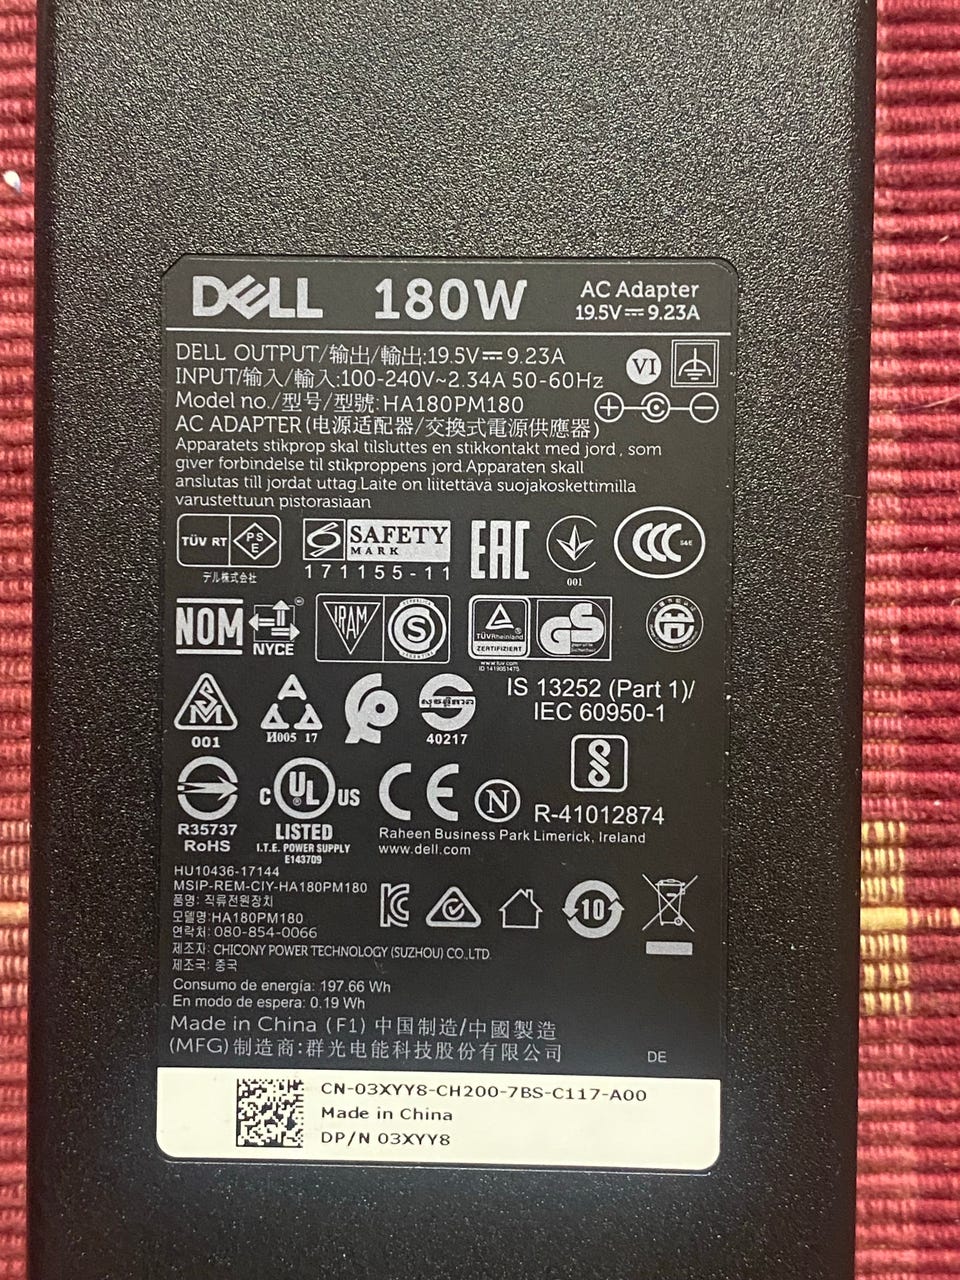 DELL 180W AC Adapter
19.5V⎓9.23A
DELL OUTPUT/输出/輸出:19.5V⎓9.23A
INPUT/输入/輸入:100-240V~2.34A 50-60Hz
VI
Model no./型号/型號:HA180PM180
AC ADAPTER(电源适配器/交換式電源供應器)
Apparatets stikprop skal tilsluttes en stikkontakt med jord , som
giver forbindelse til stikproppens jord.Apparaten skall
anslutas till jordat uttag.Laite on liitettävä suojakoskettimilla
varustettuun pistorasiaan
TÜV RT PSE
デル株式会社
S SAFETY
MARK
171155-11
EAC
001
CCC S&E
NOM NYCE
IRAM S
TÜVRheinland
ZERTIFIZIERT
www.tuv.com
ID 1419051475
GS
IS 13252 (Part 1)/
IEC 60950-1
001
И005 17
40217
R35737
RoHS
c UL US
LISTED
I.T.E. POWER SUPPLY
E143709
CE N
R-41012874
Raheen Business Park Limerick, Ireland
www.dell.com
HU10436-17144
MSIP-REM-CIY-HA180PM180
품명: 직류전원장치
모델명:HA180PM180
연락처: 080-854-0066
제조자: CHICONY POWER TECHNOLOGY (SUZHOU) CO.,LTD.
제조국: 중국
10
Consumo de energía: 197.66 Wh
En modo de espera: 0.19 Wh
Made in China (F1) 中国制造/中國製造
(MFG)制造商:群光电能科技股份有限公司
DE
CN-03XYY8-CH200-7BS-C117-A00
Made in China
DP/N 03XYY8